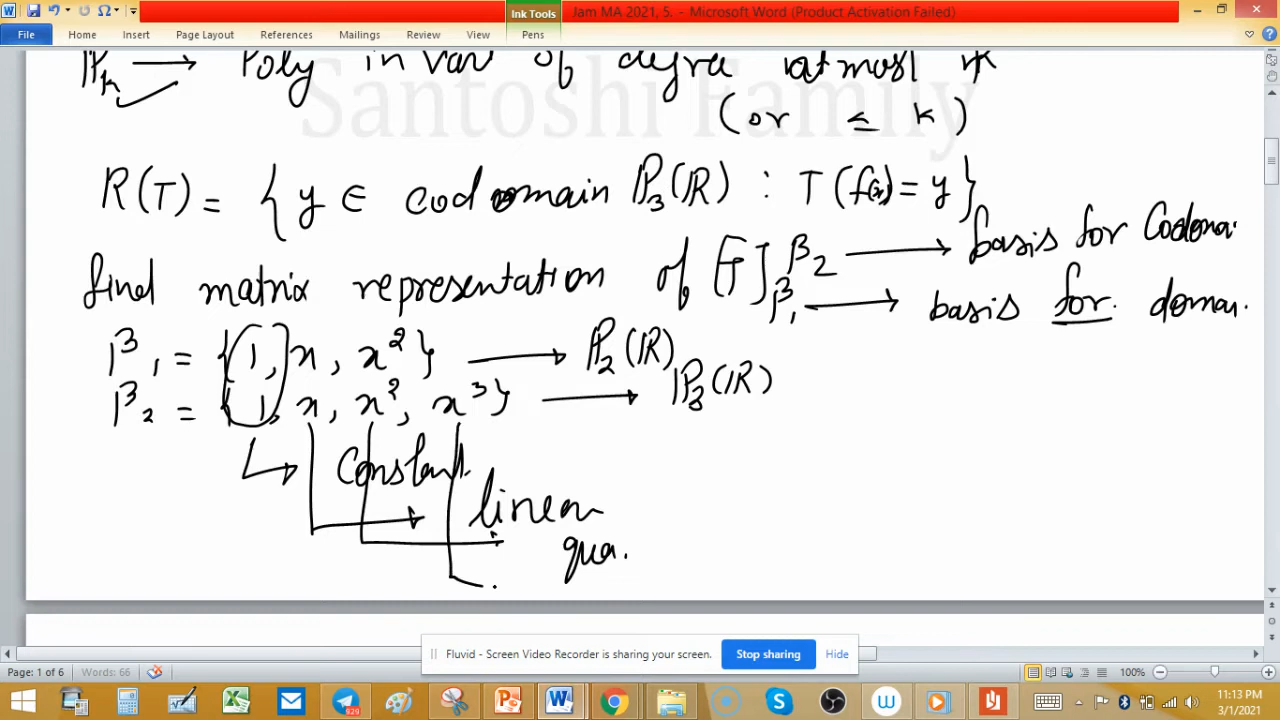 Jam MA 2021, 5. - Microsoft Word (Product Activation Failed)
Ink Tools
File Home Insert Page Layout References Mailings Review View Pens
Santoshi Family
Pk → Poly in var of degree atmost k
(or ≤ k)
R(T) = { y ∈ codomain P3(R) : T(f(x)) = y }
find matrix representation of [T]β1β2 → basis for Codomai
→ basis for domai
β1 = {1, x, x²} → P2(R)
β2 = {1, x, x², x³} → P3(R)
constant
linear
qua.
Fluvid - Screen Video Recorder is sharing your screen. Stop sharing Hide
Page: 1 of 6 Words: 66 100%
929
11:13 PM
3/1/2021